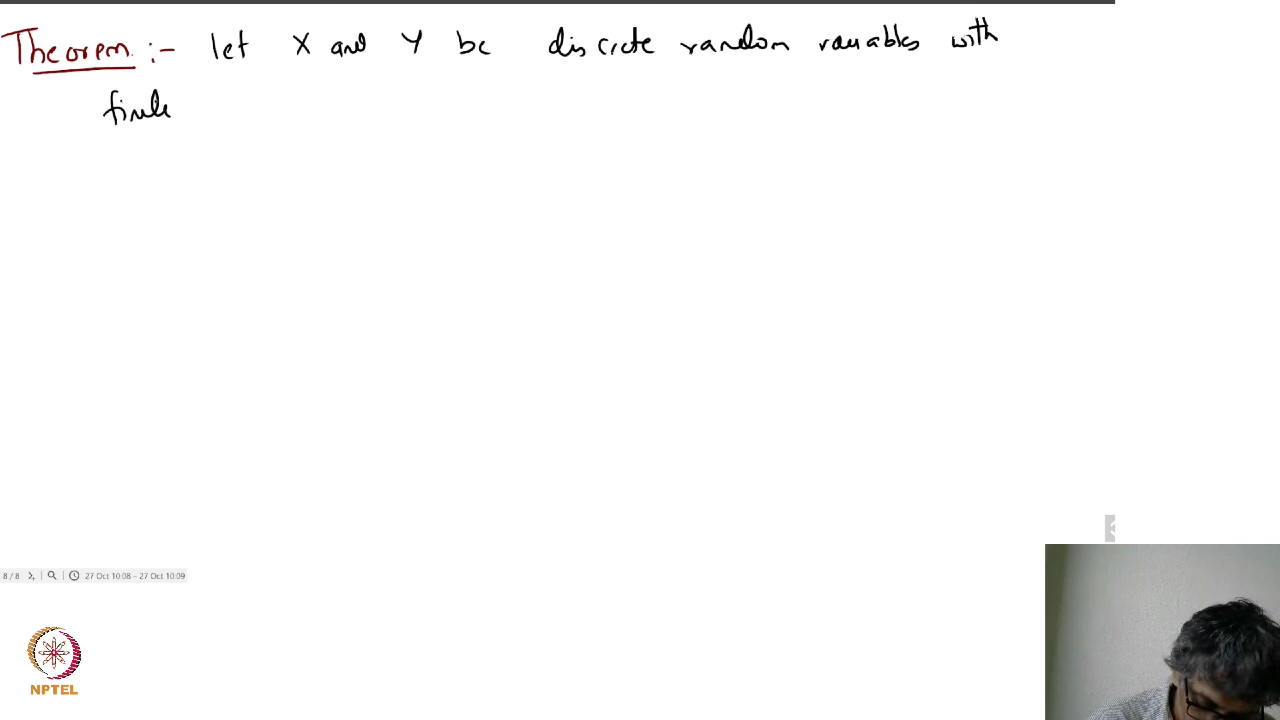 Theorem :- let X and Y be discrete random variables with
finite
8/8 27 Oct 10:08 – 27 Oct 10:09
NPTEL